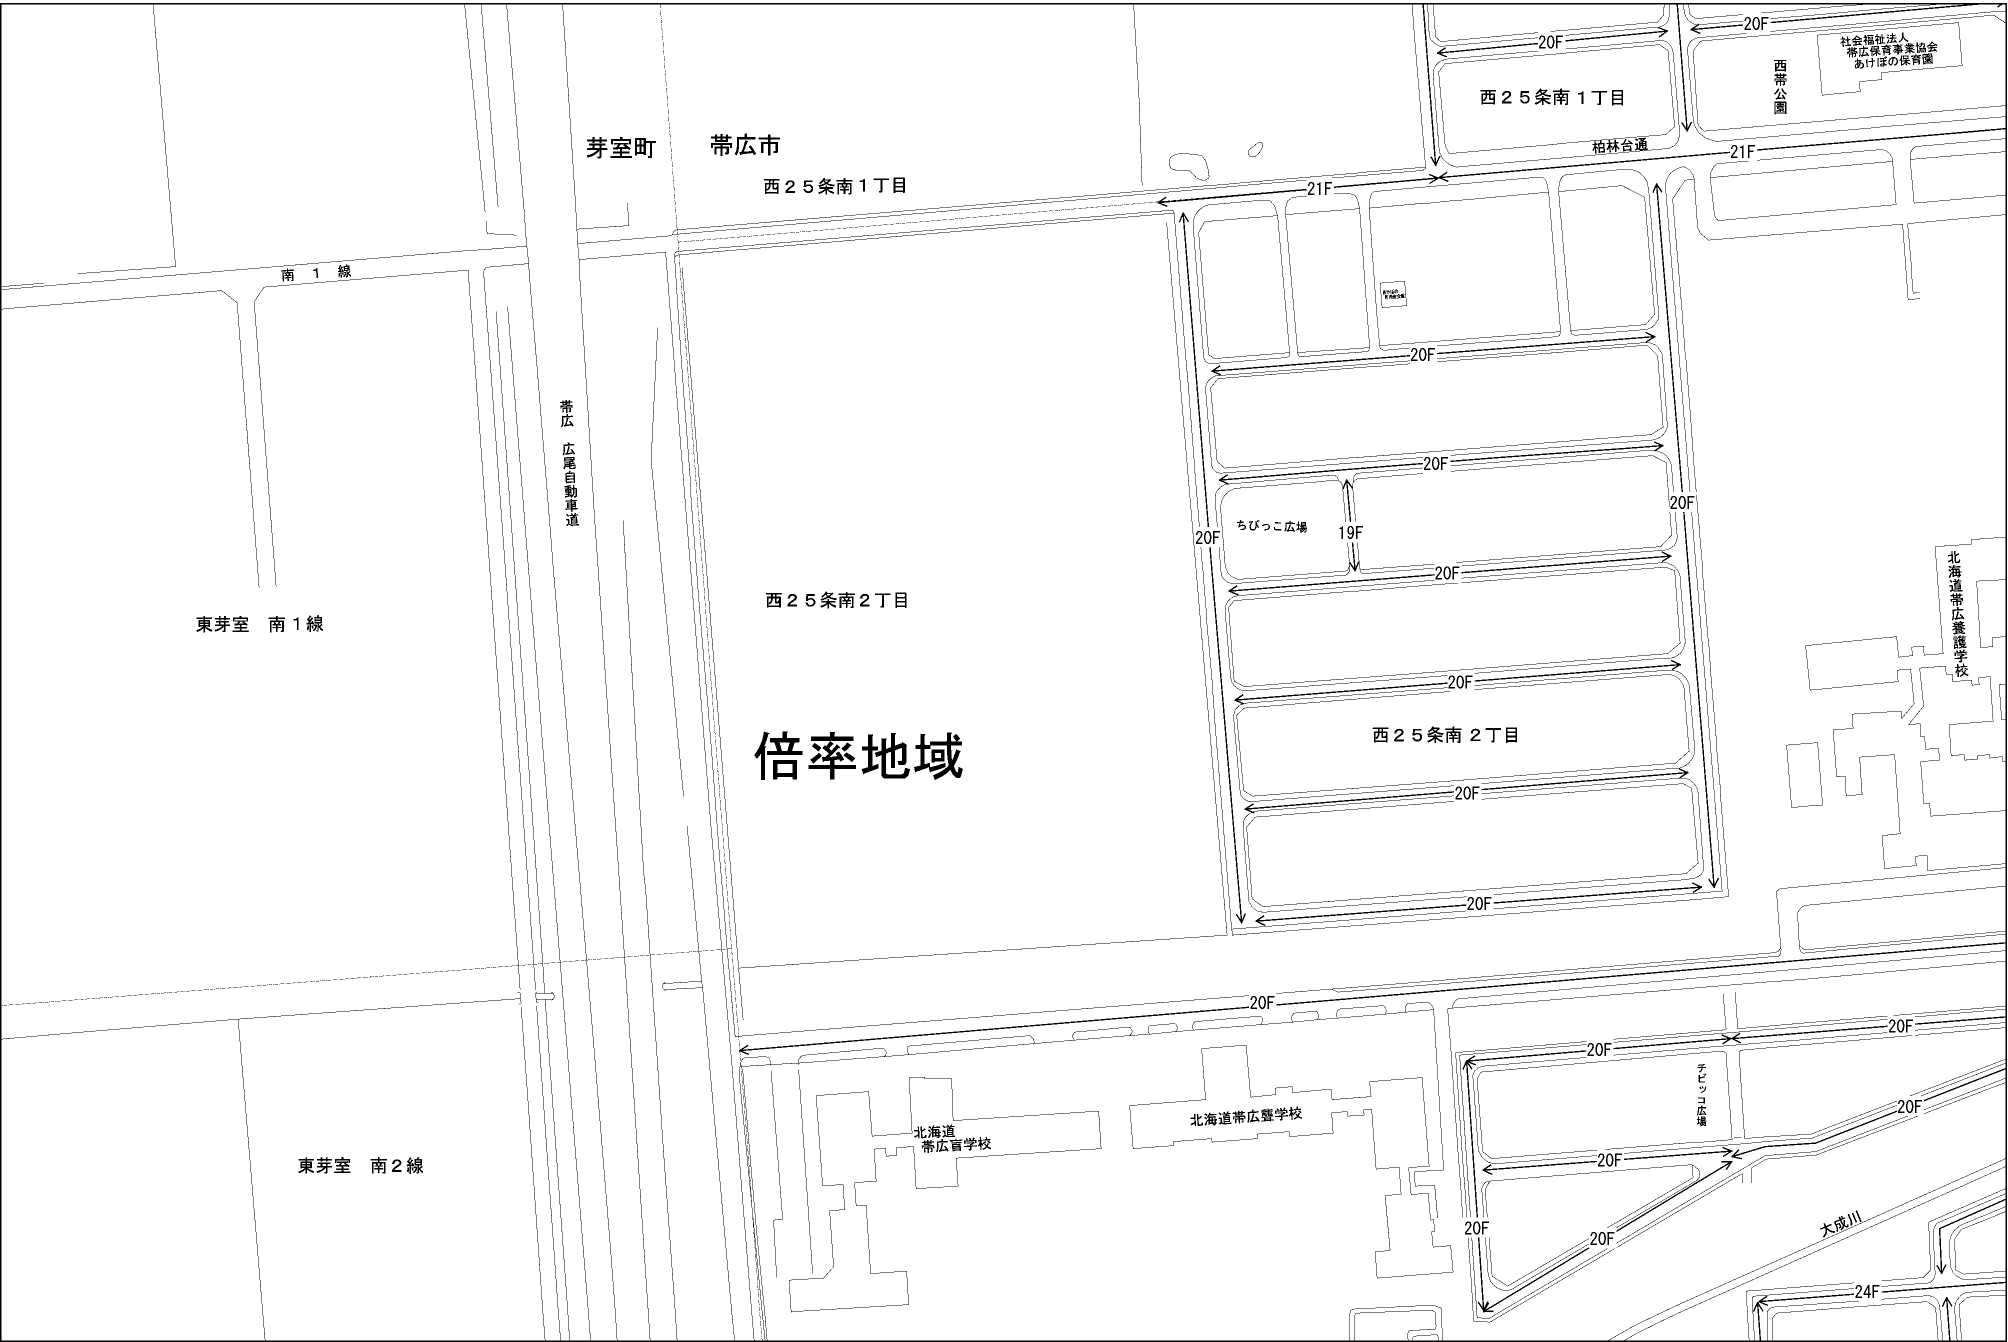 20F
20F
社会福祉法人
帯広保育事業協会
あけぼの保育園
西帯公園
西２５条南１丁目
芽室町
帯広市
柏林台通
21F
西２５条南１丁目
21F
南１線
20F
帯広　広尾自動車道
20F
20F
ちびっこ広場
19F
20F
20F
北海道帯広養護学校
西２５条南２丁目
東芽室　南１線
20F
20F
西２５条南２丁目
倍率地域
20F
20F
20F
20F
20F
チビッコ広場
20F
北海道帯広聾学校
北海道
帯広盲学校
東芽室　南２線
20F
20F
大成川
20F
24F